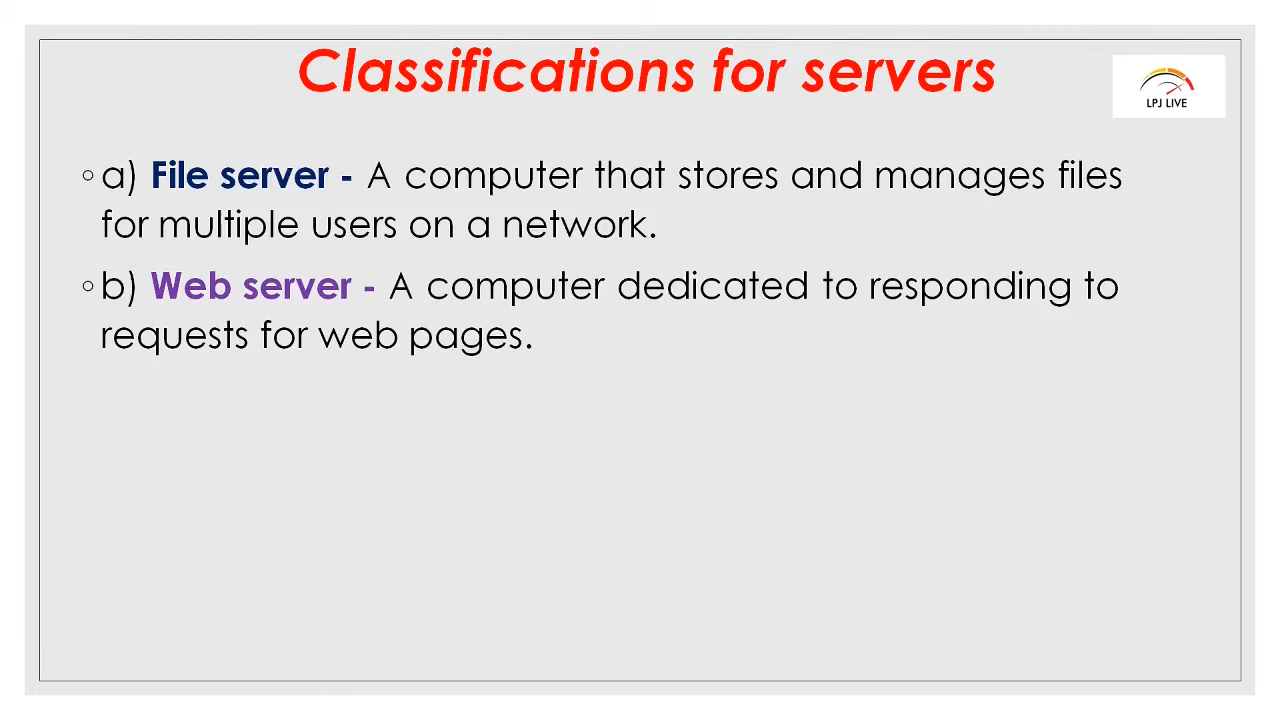 Classifications for servers
LPJ LIVE
◦ a) File server - A computer that stores and manages files
for multiple users on a network.
◦ b) Web server - A computer dedicated to responding to
requests for web pages.